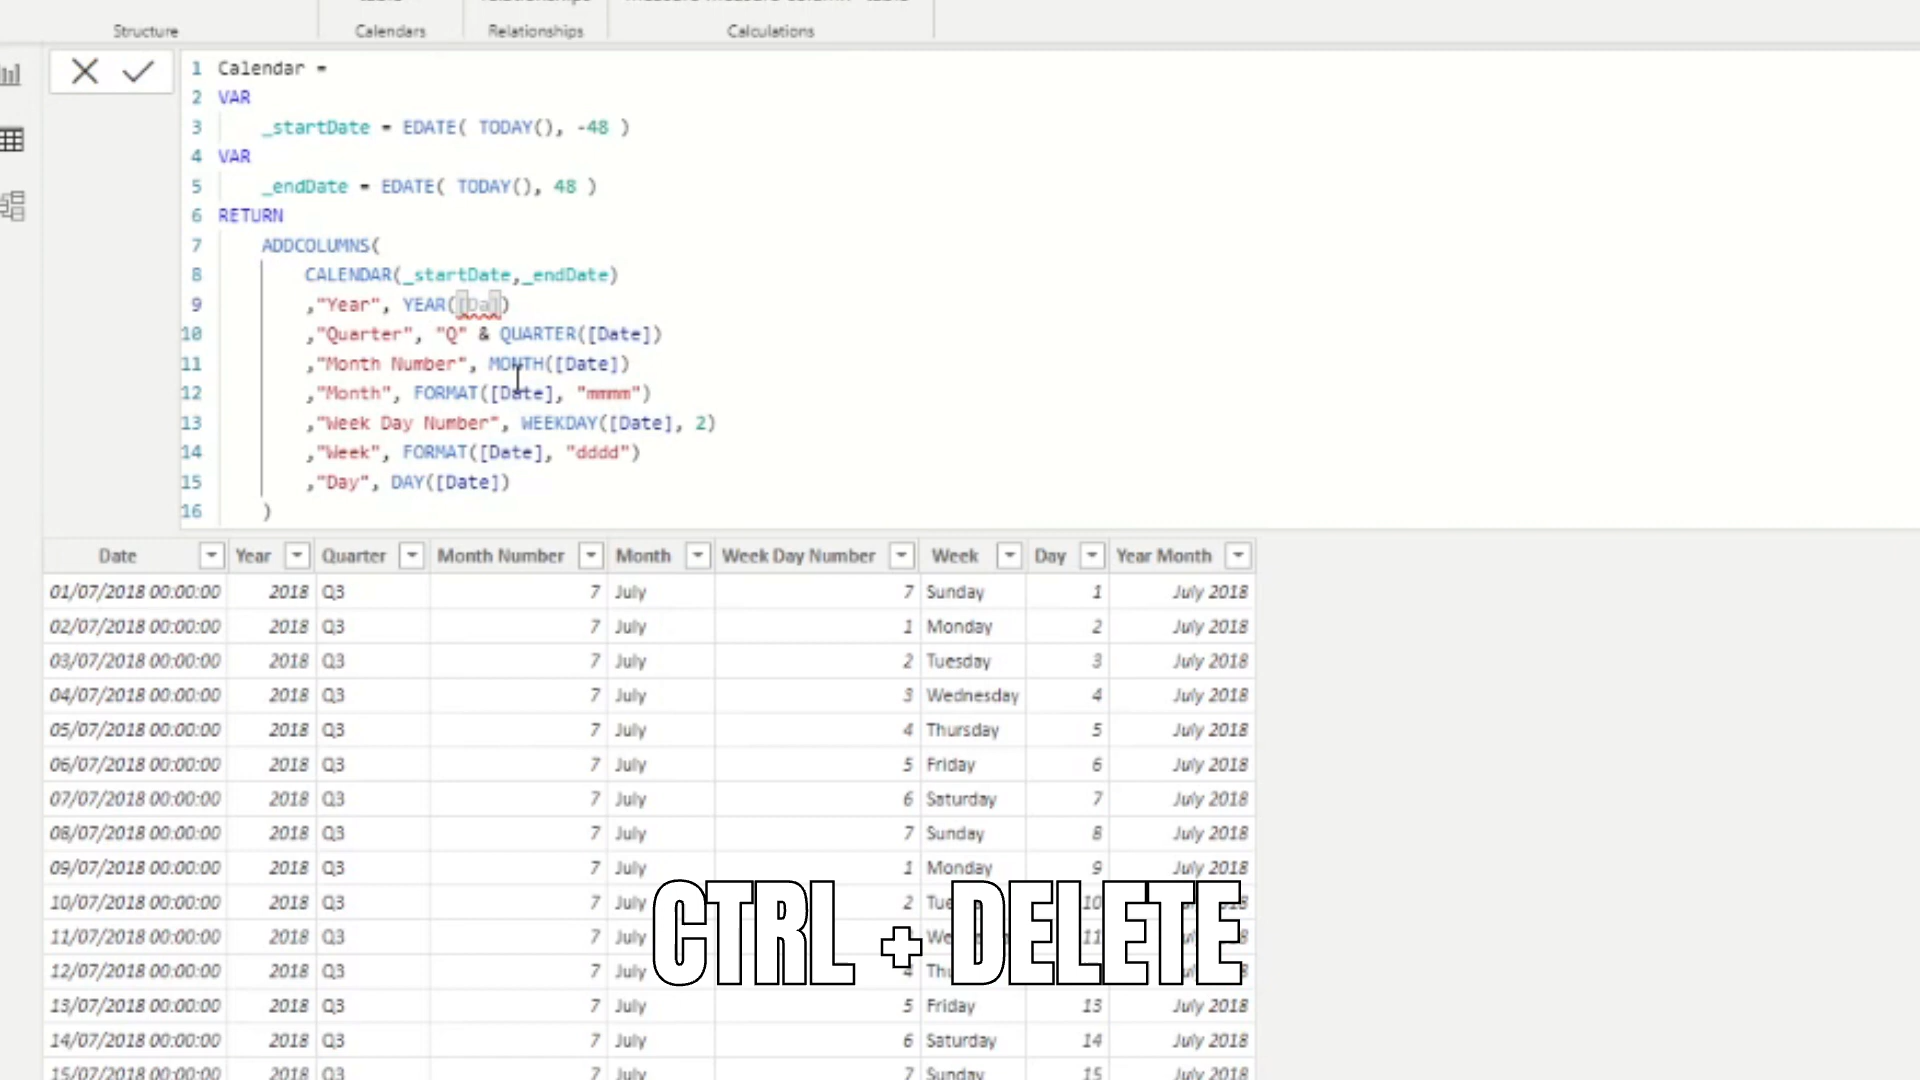 Structure
Calendars
Relationships
Calculations
1 Calendar =
2 VAR
3 _startDate = EDATE( TODAY(), -48 )
4 VAR
5 _endDate = EDATE( TODAY(), 48 )
6 RETURN
7 ADDCOLUMNS(
8 CALENDAR(_startDate,_endDate)
9 ,"Year", YEAR([Da])
10 ,"Quarter", "Q" & QUARTER([Date])
11 ,"Month Number", MONTH([Date])
12 ,"Month", FORMAT([Date], "mmmm")
13 ,"Week Day Number", WEEKDAY([Date], 2)
14 ,"Week", FORMAT([Date], "dddd")
15 ,"Day", DAY([Date])
16 )
Date Year Quarter Month Number Month Week Day Number Week Day Year Month
01/07/2018 00:00:00 2018 Q3 7 July 7 Sunday 1 July 2018
02/07/2018 00:00:00 2018 Q3 7 July 1 Monday 2 July 2018
03/07/2018 00:00:00 2018 Q3 7 July 2 Tuesday 3 July 2018
04/07/2018 00:00:00 2018 Q3 7 July 3 Wednesday 4 July 2018
05/07/2018 00:00:00 2018 Q3 7 July 4 Thursday 5 July 2018
06/07/2018 00:00:00 2018 Q3 7 July 5 Friday 6 July 2018
07/07/2018 00:00:00 2018 Q3 7 July 6 Saturday 7 July 2018
08/07/2018 00:00:00 2018 Q3 7 July 7 Sunday 8 July 2018
09/07/2018 00:00:00 2018 Q3 7 July 1 Monday 9 July 2018
10/07/2018 00:00:00 2018 Q3 7 July 2 10
11/07/2018 00:00:00 2018 Q3 7 July 11
12/07/2018 00:00:00 2018 Q3 7 July 4
CTRL + DELETE
13/07/2018 00:00:00 2018 Q3 7 July 5 Friday 13 July 2018
14/07/2018 00:00:00 2018 Q3 7 July 6 Saturday 14 July 2018
15/07/2018 00:00:00 2018 Q3 7 July 7 Sunday 15 July 2018